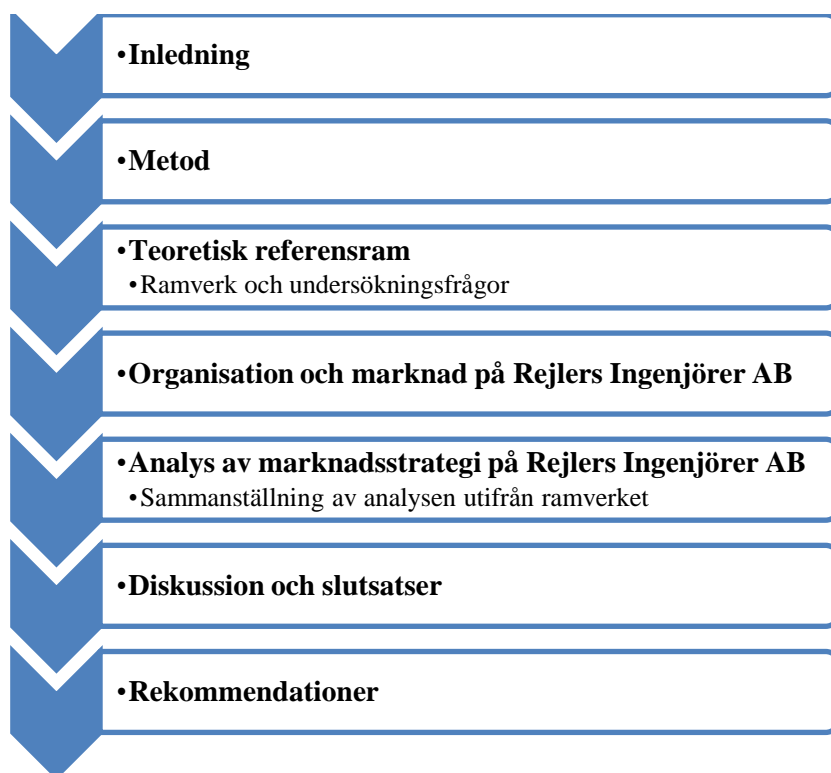 •Inledning
•Metod
•Teoretisk referensram
•Ramverk och undersökningsfrågor
•Organisation och marknad på Rejlers Ingenjörer AB
•Analys av marknadsstrategi på Rejlers Ingenjörer AB
•Sammanställning av analysen utifrån ramverket
•Diskussion och slutsatser
•Rekommendationer